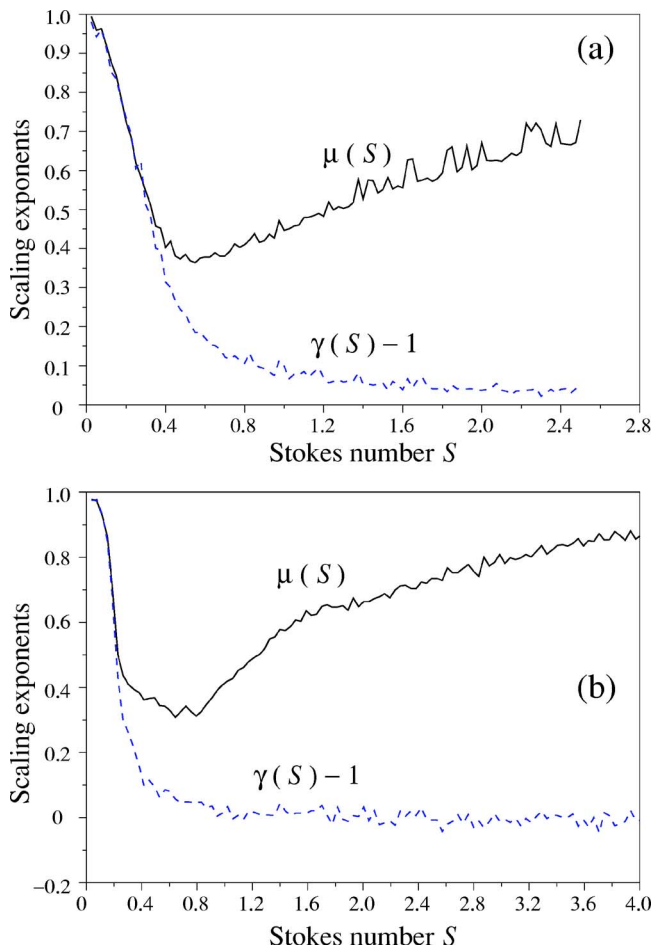 1.0
(a)
0.9
0.8
0.7
μ(S)
0.6
Scaling exponents
0.5
0.4
0.3
0.2
γ(S) − 1
0.1
0
0 0.4 0.8 1.2 1.6 2.0 2.4 2.8
Stokes number S
1.0
0.8
μ(S)
0.6
Scaling exponents
0.4
(b)
0.2
γ(S) − 1
0
−0.2
0 0.4 0.8 1.2 1.6 2.0 2.4 2.8 3.2 3.6 4.0
Stokes number S